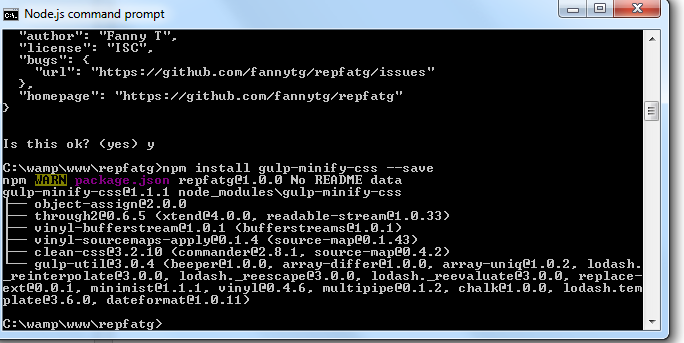 Node.js command prompt
"author": "Fanny T",
"license": "ISC",
"bugs": {
"url": "https://github.com/fannytg/repfatg/issues"
},
"homepage": "https://github.com/fannytg/repfatg"
}
Is this ok? (yes) y
C:\wamp\www\repfatg>npm install gulp-minify-css --save
npm WARN package.json repfatg@1.0.0 No README data
gulp-minify-css@1.1.1 node_modules\gulp-minify-css
├── object-assign@2.0.0
├── through2@0.6.5 (xtend@4.0.0, readable-stream@1.0.33)
├── vinyl-bufferstream@1.0.1 (bufferstreams@1.0.1)
├── vinyl-sourcemaps-apply@0.1.4 (source-map@0.1.43)
├── clean-css@3.2.10 (commander@2.8.1, source-map@0.4.2)
└── gulp-util@3.0.4 (beeper@1.0.0, array-differ@1.0.0, array-uniq@1.0.2, lodash.
_reinterpolate@3.0.0, lodash._reescape@3.0.0, lodash._reevaluate@3.0.0, replace-
ext@0.0.1, minimist@1.1.1, vinyl@0.4.6, multipipe@0.1.2, chalk@1.0.0, lodash.tem
plate@3.6.0, dateformat@1.0.11)
C:\wamp\www\repfatg>